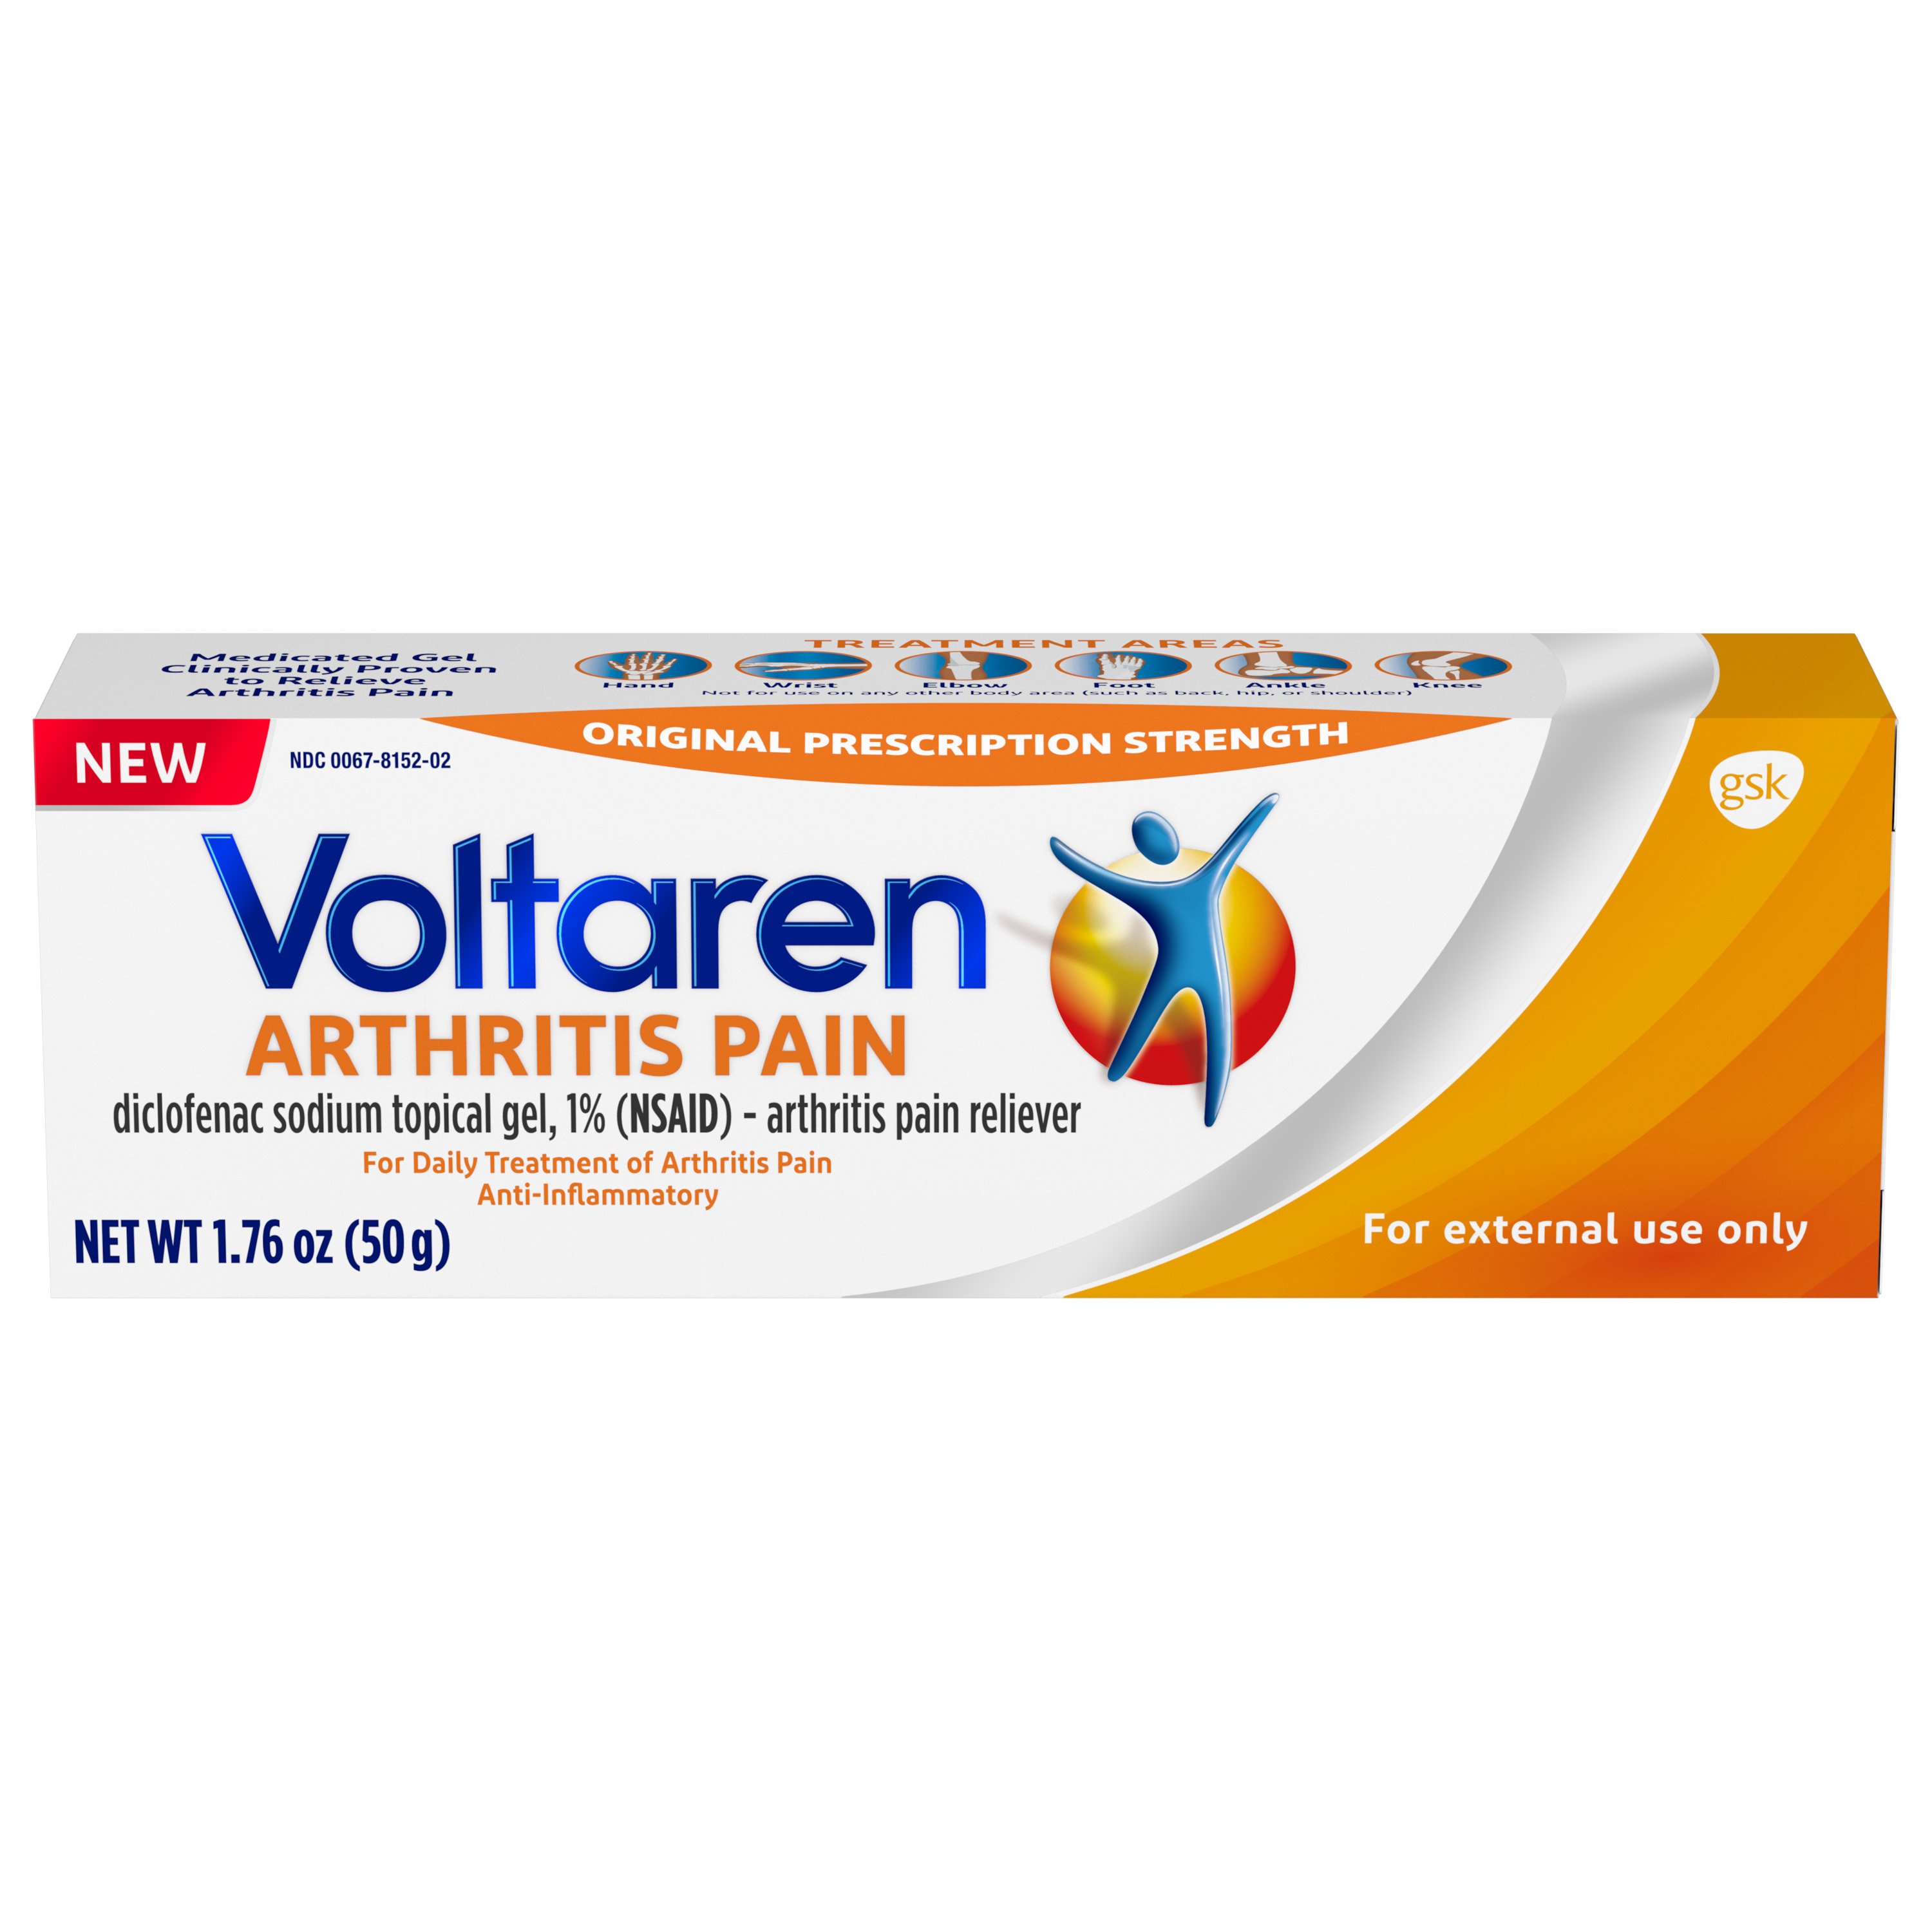 Medicated Gel
Clinically Proven
to Relieve
Arthritis Pain
TREATMENT AREAS
Hand Wrist Elbow Foot Ankle Knee
Not for use on any other body area (such as back, hip, or shoulder)
NEW
NDC 0067-8152-02
ORIGINAL PRESCRIPTION STRENGTH
gsk
Voltaren
ARTHRITIS PAIN
diclofenac sodium topical gel, 1% (NSAID) - arthritis pain reliever
For Daily Treatment of Arthritis Pain
Anti-Inflammatory
NET WT 1.76 oz (50 g)
For external use only